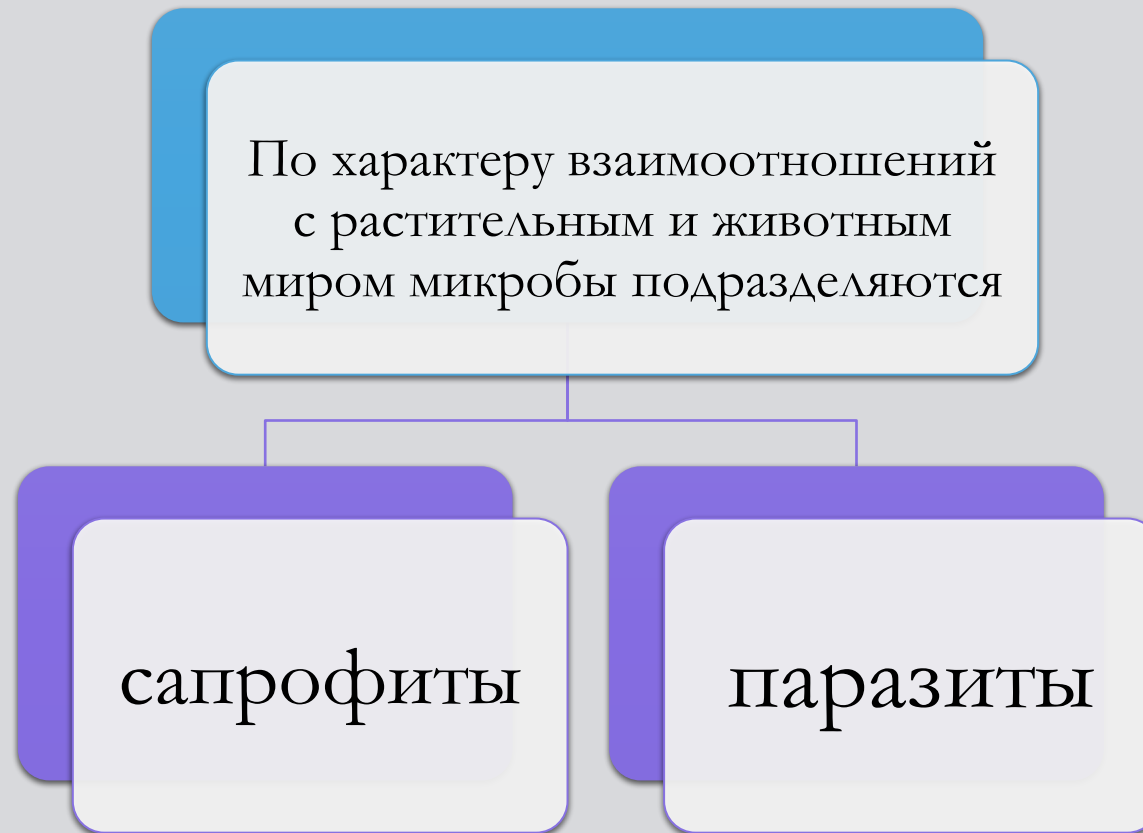 По характеру взаимоотношений
с растительным и животным
миром микробы подразделяются
сапрофиты
паразиты